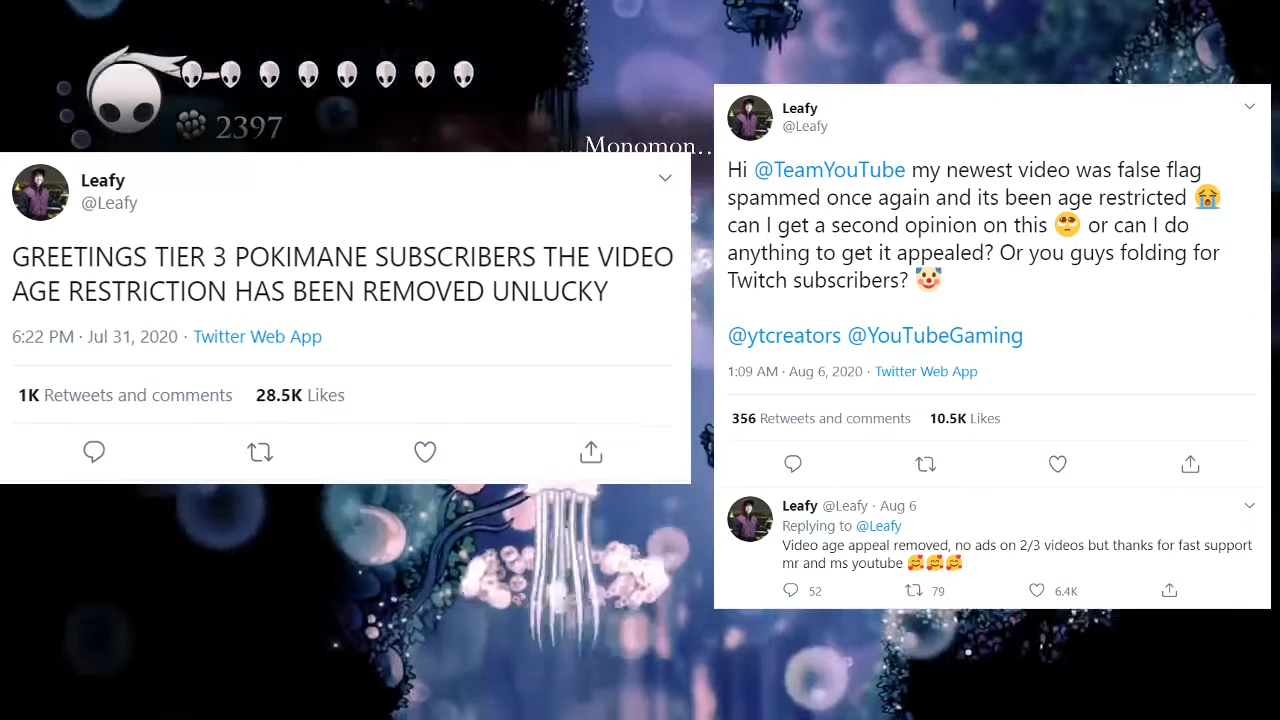 2397
...Monomon...
Leafy
@Leafy
GREETINGS TIER 3 POKIMANE SUBSCRIBERS THE VIDEO
AGE RESTRICTION HAS BEEN REMOVED UNLUCKY
6:22 PM · Jul 31, 2020 · Twitter Web App
1K Retweets and comments 28.5K Likes
Leafy
@Leafy
Hi @TeamYouTube my newest video was false flag
spammed once again and its been age restricted 😭
can I get a second opinion on this 🥺 or can I do
anything to get it appealed? Or you guys folding for
Twitch subscribers? 🤡
@ytcreators @YouTubeGaming
1:09 AM · Aug 6, 2020 · Twitter Web App
356 Retweets and comments 10.5K Likes
Leafy @Leafy · Aug 6
Replying to @Leafy
Video age appeal removed, no ads on 2/3 videos but thanks for fast support
mr and ms youtube 🥰🥰🥰
52 79 6.4K